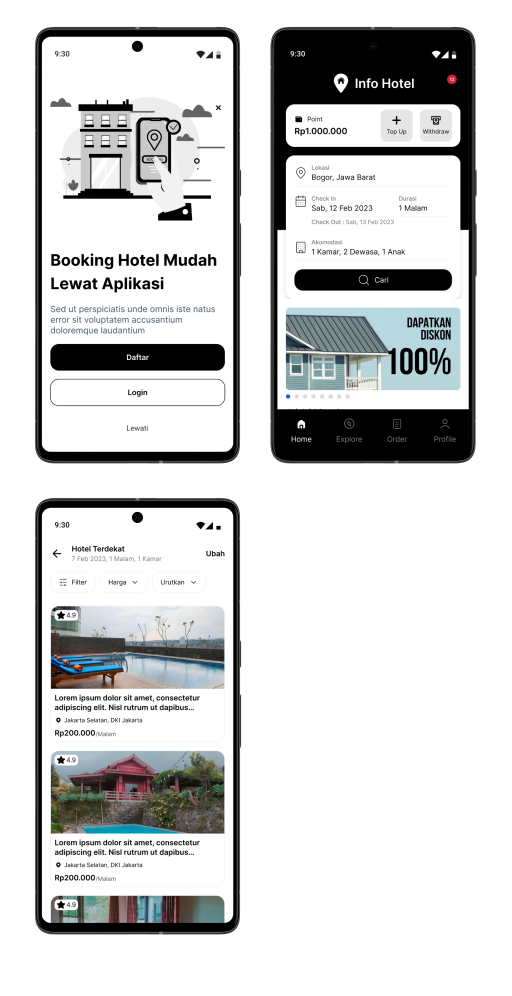 9:30
Booking Hotel Mudah
Lewat Aplikasi
Sed ut perspiciatis unde omnis iste natus
error sit voluptatem accusantium
doloremque laudantium
Daftar
Login
Lewati
9:30
Info Hotel
12
Point
Rp1.000.000
Top Up
Withdraw
Lokasi
Bogor, Jawa Barat
Check In
Sab, 12 Feb 2023
Durasi
1 Malam
Check Out : Sab, 13 Feb 2023
Akomodasi
1 Kamar, 2 Dewasa, 1 Anak
Cari
DAPATKAN
DISKON
100%
Home
Explore
Order
Profile
9:30
Hotel Terdekat
7 Feb 2023, 1 Malam, 1 Kamar
Ubah
Filter
Harga
Urutkan
4.9
Lorem ipsum dolor sit amet, consectetur
adipiscing elit. Nisl rutrum ut dapibus...
Jakarta Selatan, DKI Jakarta
Rp200.000/Malam
4.9
Lorem ipsum dolor sit amet, consectetur
adipiscing elit. Nisl rutrum ut dapibus...
Jakarta Selatan, DKI Jakarta
Rp200.000/Malam
4.9